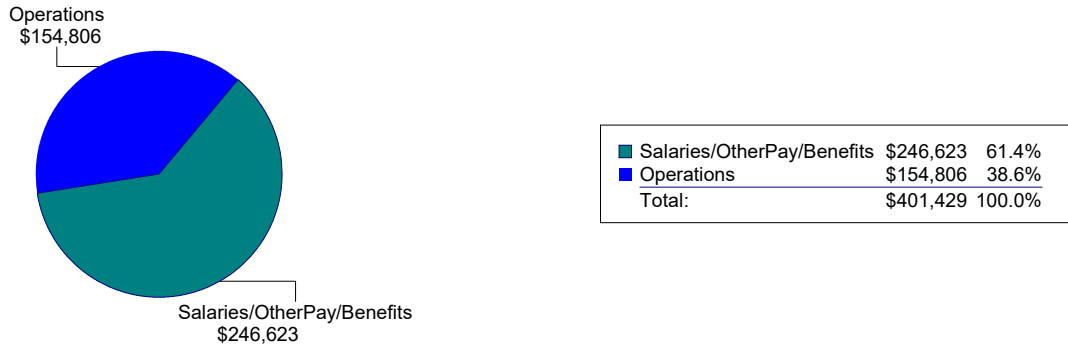 Operations
$154,806
Salaries/OtherPay/Benefits $246,623 61.4%
Operations $154,806 38.6%
Total: $401,429 100.0%
Salaries/OtherPay/Benefits
$246,623